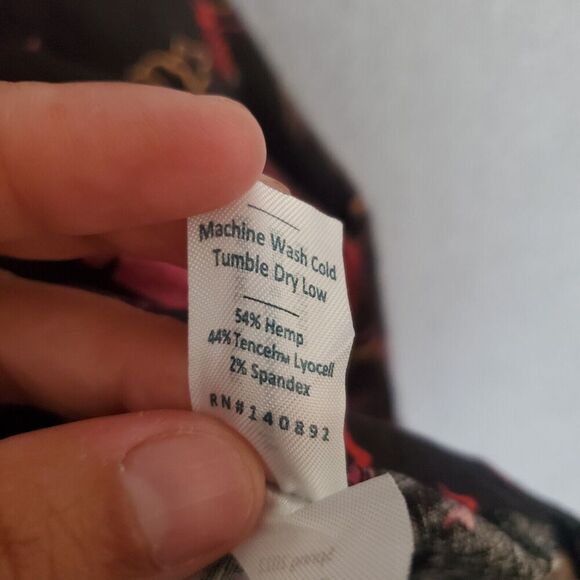 Machine Wash Cold
Tumble Dry Low
54% Hemp
44% Tencel™ Lyocell
2% Spandex
RN#140892